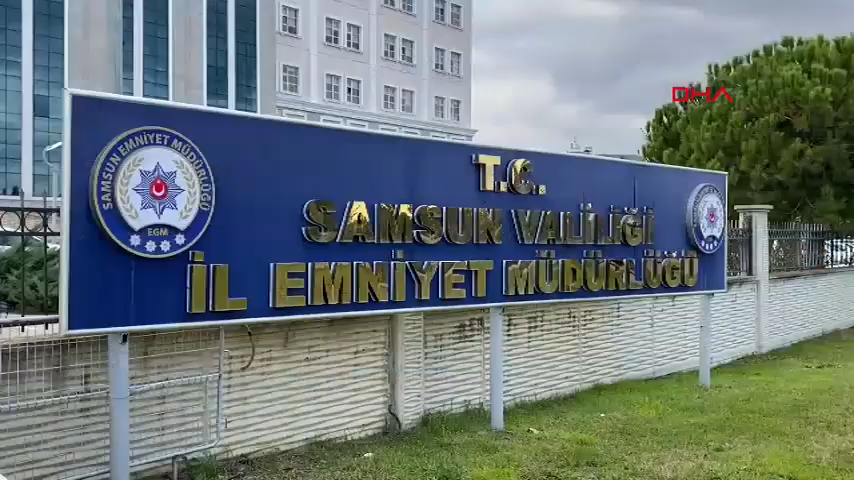 DHA
T.C.
SAMSUN VALİLİĞİ
İL EMNİYET MÜDÜRLÜĞÜ
SAMSUN EMNİYET MÜDÜRLÜĞÜ
EGM